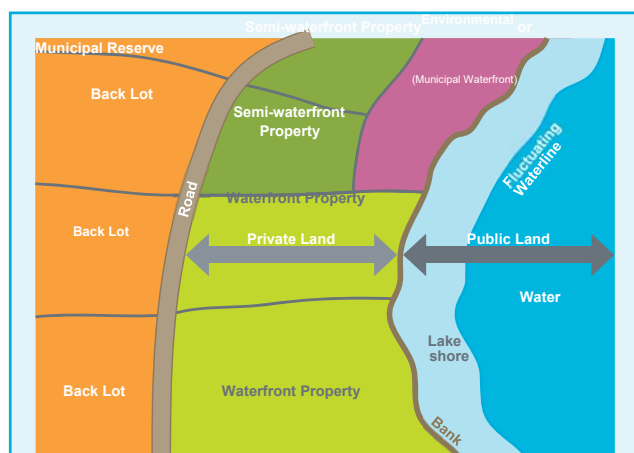 Semi-waterfront Property
Environmental or
Municipal Reserve
(Municipal Waterfront)
Back Lot
Semi-waterfront
Property
Fluctuating
Waterline
Road
Waterfront Property
Back Lot
Private Land
Public Land
Water
Lake
shore
Back Lot
Waterfront Property
Bank